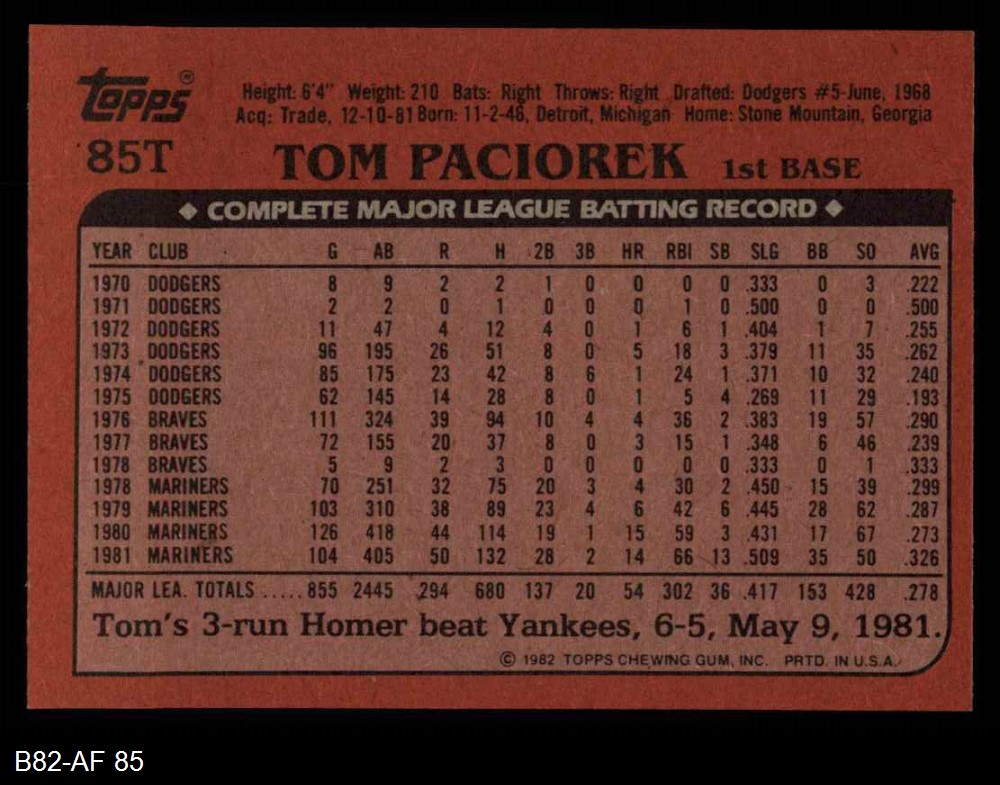 topps®
Height: 6'4" Weight: 210 Bats: Right Throws: Right Drafted: Dodgers #5-June, 1968
Acq: Trade, 12-10-81 Born: 11-2-46, Detroit, Michigan Home: Stone Mountain, Georgia
85T TOM PACIOREK 1st BASE
◆ COMPLETE MAJOR LEAGUE BATTING RECORD ◆
YEAR CLUB G AB R H 2B 3B HR RBI SB SLG BB SO AVG
1970 DODGERS 8 9 2 2 1 0 0 0 0 .333 0 3 .222
1971 DODGERS 2 2 0 1 0 0 0 1 0 .500 0 0 .500
1972 DODGERS 11 47 4 12 4 0 1 6 1 .404 1 7 .255
1973 DODGERS 96 195 26 51 8 0 5 18 3 .379 11 35 .262
1974 DODGERS 85 175 23 42 8 6 1 24 1 .371 10 32 .240
1975 DODGERS 62 145 14 28 8 0 1 5 4 .269 11 29 .193
1976 BRAVES 111 324 39 94 10 4 4 36 2 .383 19 57 .290
1977 BRAVES 72 155 20 37 8 0 3 15 1 .348 6 46 .239
1978 BRAVES 5 9 2 3 0 0 0 0 0 .333 0 1 .333
1978 MARINERS 70 251 32 75 20 3 4 30 2 .450 15 39 .299
1979 MARINERS 103 310 38 89 23 4 6 42 6 .445 28 62 .287
1980 MARINERS 126 418 44 114 19 1 15 59 3 .431 17 67 .273
1981 MARINERS 104 405 50 132 28 2 14 66 13 .509 35 50 .326
MAJOR LEA. TOTALS .....855 2445 294 680 137 20 54 302 36 .417 153 428 .278
Tom's 3-run Homer beat Yankees, 6-5, May 9, 1981.
© 1982 TOPPS CHEWING GUM, INC. PRTD. IN U.S.A.
B82-AF 85